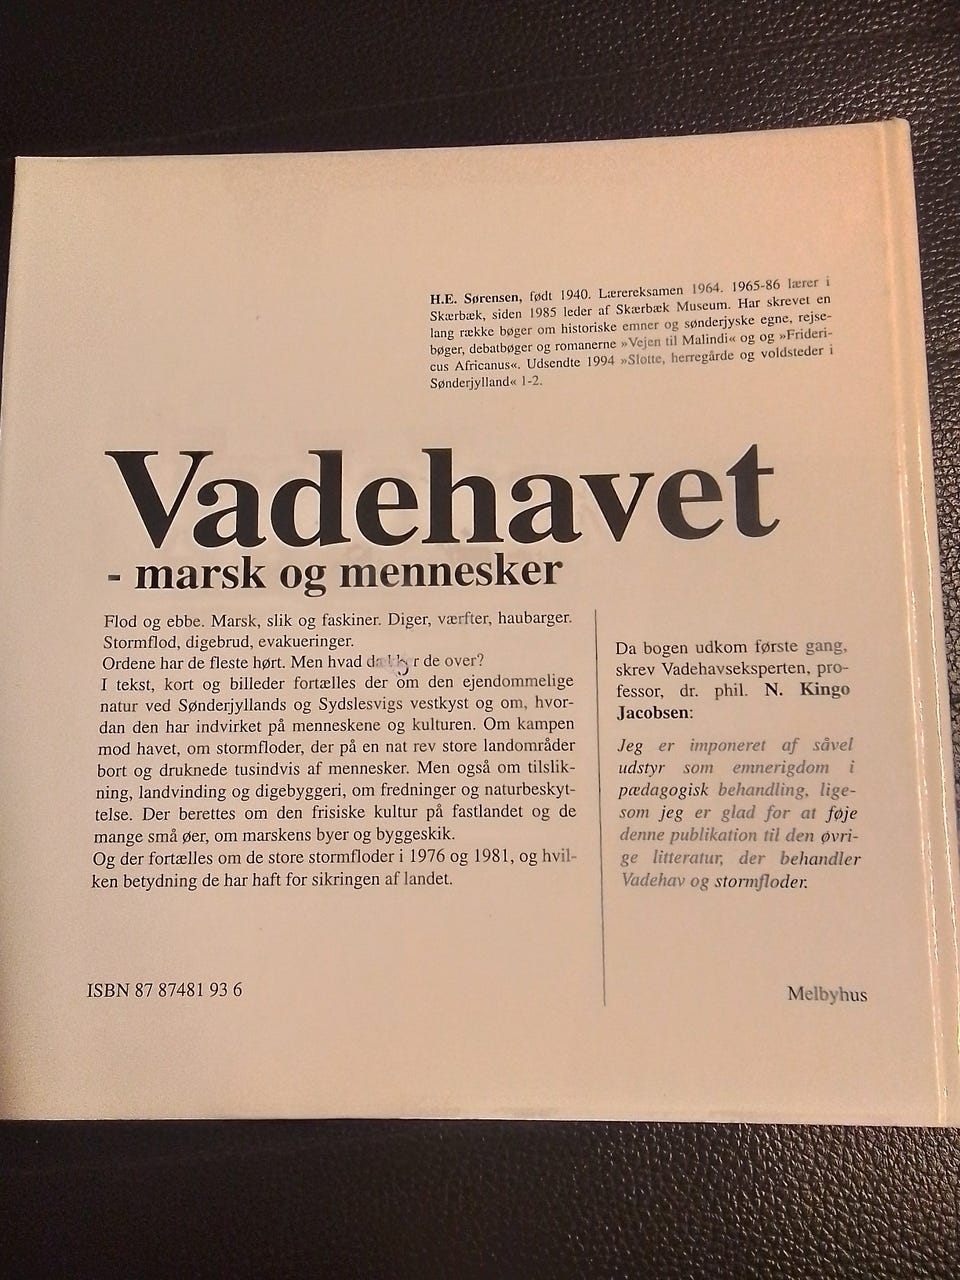 H.E. Sørensen, født 1940. Lærereksamen 1964. 1965-86 lærer i
Skærbæk, siden 1985 leder af Skærbæk Museum. Har skrevet en
lang række bøger om historiske emner og sønderjyske egne, rejse-
bøger, debatbøger og romanerne »Vejen til Malindi« og og »Frideri-
cus Africanus«. Udsendte 1994 »Slotte, herregårde og voldsteder i
Sønderjylland« 1-2.
Vadehavet
- marsk og mennesker
Flod og ebbe. Marsk, slik og faskiner. Diger, værfter, haubarger.
Stormflod, digebrud, evakueringer.
Ordene har de fleste hørt. Men hvad de over?
I tekst, kort og billeder fortælles der om den ejendommelige
natur ved Sønderjyllands og Sydslesvigs vestkyst og om, hvor-
dan den har indvirket på menneskene og kulturen. Om kampen
mod havet, om stormfloder, der på en nat rev store landområder
bort og druknede tusindvis af mennesker. Men også om tilslik-
ning, landvinding og digebyggeri, om fredninger og naturbeskyt-
telse. Der berettes om den frisiske kultur på fastlandet og de
mange små øer, om marskens byer og byggeskik.
Og der fortælles om de store stormfloder i 1976 og 1981, og hvil-
ken betydning de har haft for sikringen af landet.
Da bogen udkom første gang,
skrev Vadehavseksperten, pro-
fessor, dr. phil. N. Kingo
Jacobsen:
Jeg er imponeret af såvel
udstyr som emnerigdom i
pædagogisk behandling, lige-
som jeg er glad for at føje
denne publikation til den øvri-
ge litteratur, der behandler
Vadehav og stormfloder.
ISBN 87 87481 93 6
Melbyhus